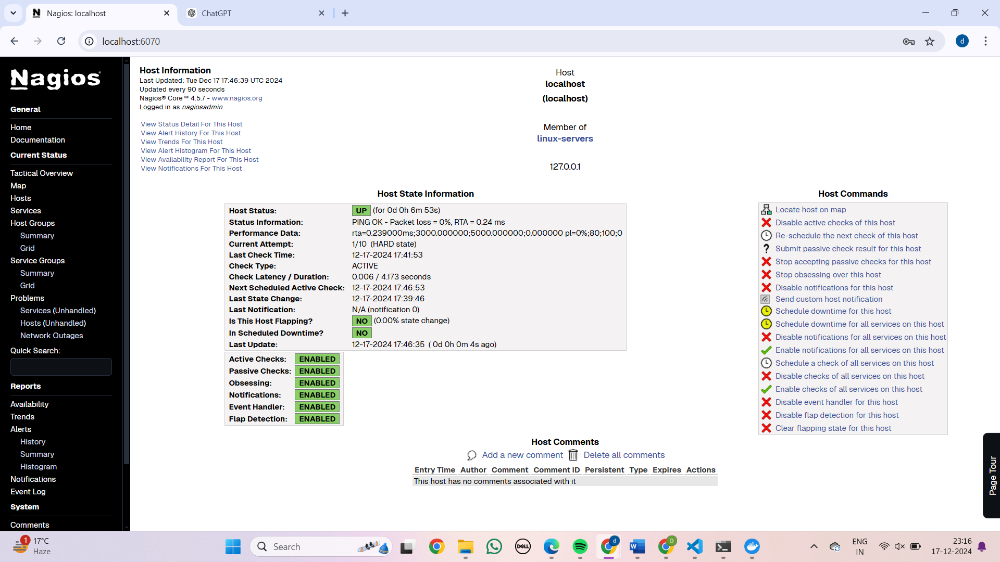 Nagios: localhost
ChatGPT
localhost:6070
d
Nagios®
General
Home
Documentation
Current Status
Tactical Overview
Map
Hosts
Services
Host Groups
Summary
Grid
Service Groups
Summary
Grid
Problems
Services (Unhandled)
Hosts (Unhandled)
Network Outages
Quick Search:
Reports
Availability
Trends
Alerts
History
Summary
Histogram
Notifications
Event Log
System
Comments
Host Information
Last Updated: Tue Dec 17 17:46:39 UTC 2024
Updated every 90 seconds
Nagios® Core™ 4.5.7 - www.nagios.org
Logged in as nagiosadmin
View Status Detail For This Host
View Alert History For This Host
View Trends For This Host
View Alert Histogram For This Host
View Availability Report For This Host
View Notifications For This Host
Host
localhost
(localhost)
Member of
linux-servers
127.0.0.1
Host State Information
Host Status: UP (for 0d 0h 6m 53s)
Status Information: PING OK - Packet loss = 0%, RTA = 0.24 ms
Performance Data: rta=0.239000ms;3000.000000;5000.000000;0.000000 pl=0%;80;100;0
Current Attempt: 1/10 (HARD state)
Last Check Time: 12-17-2024 17:41:53
Check Type: ACTIVE
Check Latency / Duration: 0.006 / 4.173 seconds
Next Scheduled Active Check: 12-17-2024 17:46:53
Last State Change: 12-17-2024 17:39:46
Last Notification: N/A (notification 0)
Is This Host Flapping? NO (0.00% state change)
In Scheduled Downtime? NO
Last Update: 12-17-2024 17:46:35 ( 0d 0h 0m 4s ago)
Active Checks: ENABLED
Passive Checks: ENABLED
Obsessing: ENABLED
Notifications: ENABLED
Event Handler: ENABLED
Flap Detection: ENABLED
Host Commands
Locate host on map
Disable active checks of this host
Re-schedule the next check of this host
Submit passive check result for this host
Stop accepting passive checks for this host
Stop obsessing over this host
Disable notifications for this host
Send custom host notification
Schedule downtime for this host
Schedule downtime for all services on this host
Disable notifications for all services on this host
Enable notifications for all services on this host
Schedule a check of all services on this host
Disable checks of all services on this host
Enable checks of all services on this host
Disable event handler for this host
Disable flap detection for this host
Clear flapping state for this host
Host Comments
Add a new comment Delete all comments
Entry Time Author Comment Comment ID Persistent Type Expires Actions
This host has no comments associated with it
Page Tour
1
17°C
Haze
Search
DELL
d
W
D
ENG
IN
23:16
17-12-2024